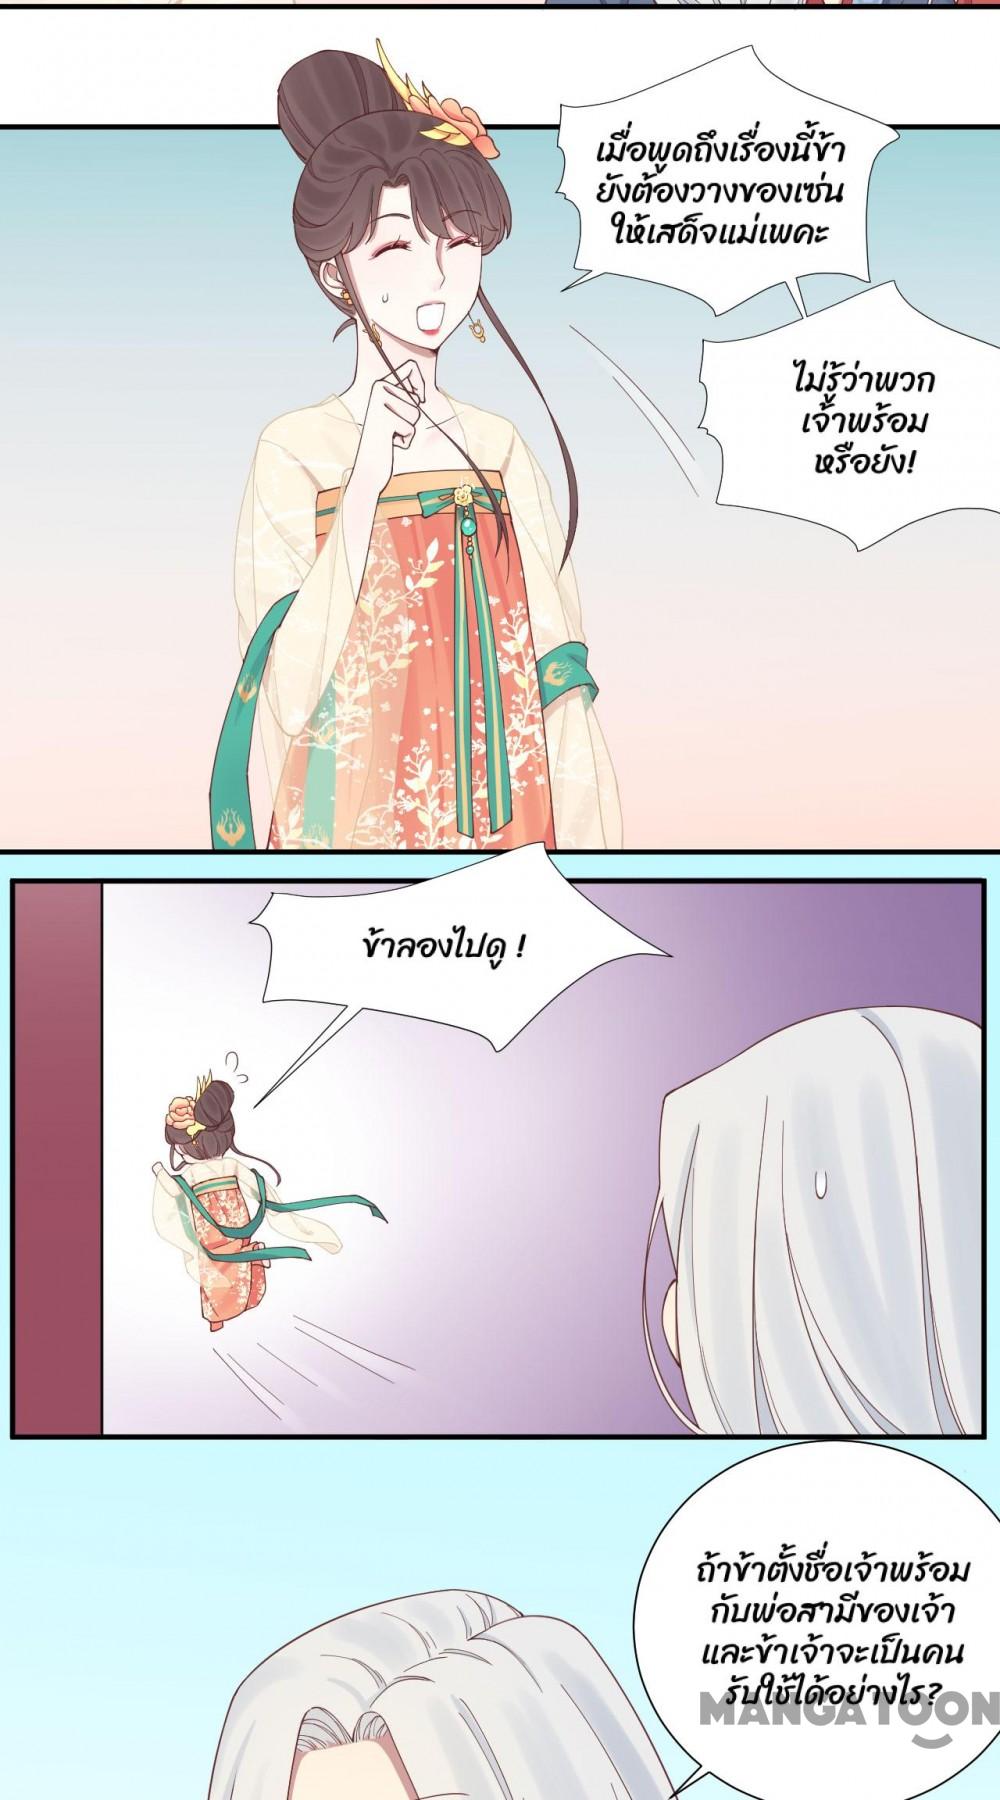 เมื่อพูดถึงเรื่องนี้ข้า
ยังต้องวางของเซ่น
ให้เสด็จแม่เพคะ
ไม่รู้ว่าพวก
เจ้าพร้อม
หรือยัง!
ข้าลองไปดู !
ถ้าข้าตั้งชื่อเจ้าพร้อม
กับพ่อสามีของเจ้า
และข้าเจ้าจะเป็นคน
รับใช้ได้อย่างไร?
MANGATOON